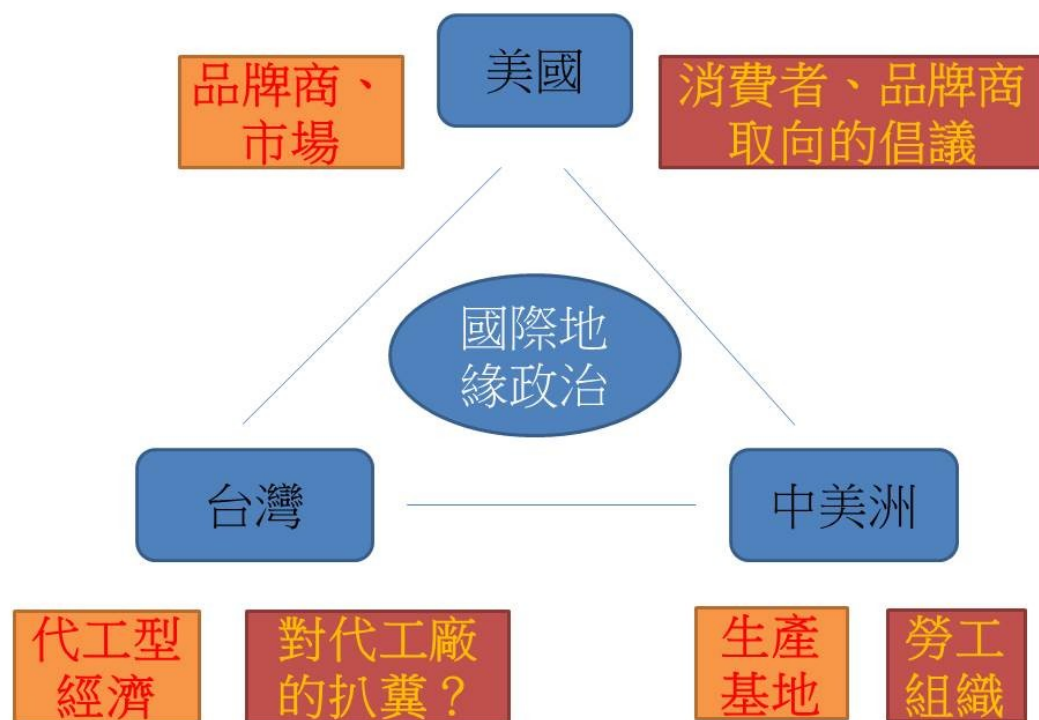 美國
品牌商、
市場
消費者、品牌商
取向的倡議
國際地
緣政治
台灣
中美洲
代工型
經濟
對代工廠
的扒糞？
生產
基地
勞工
組織